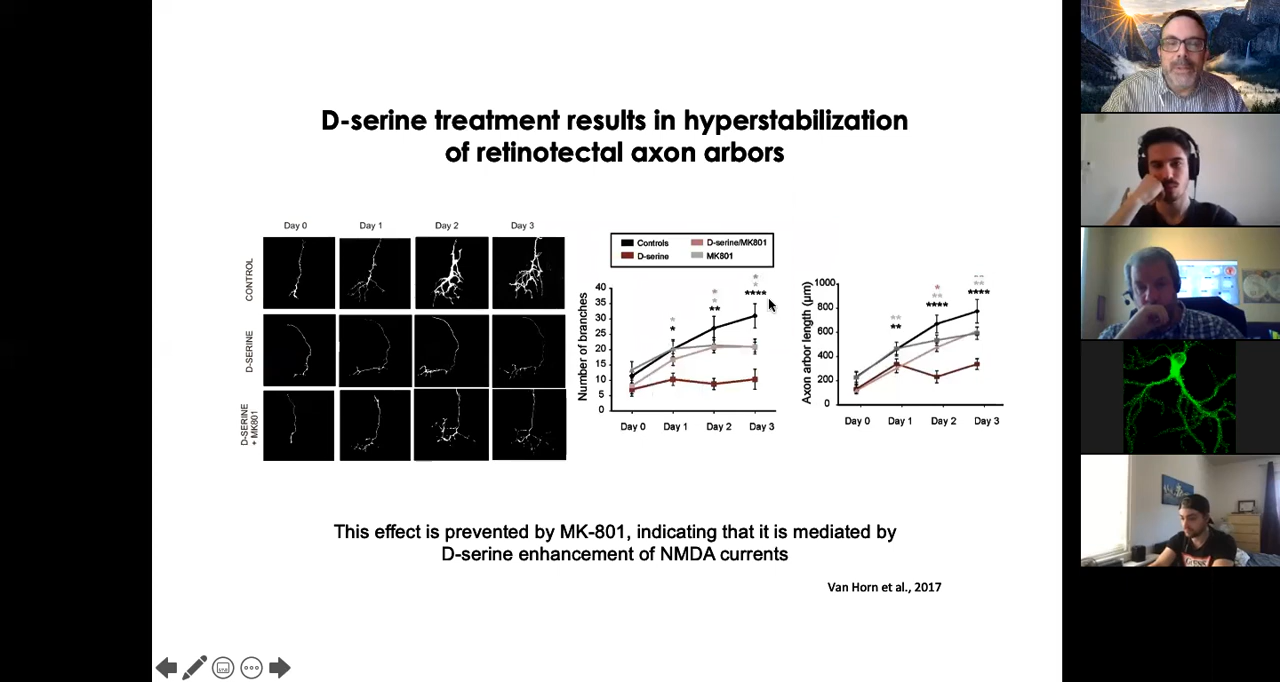 D-serine treatment results in hyperstabilization
of retinotectal axon arbors
Day 0 Day 1 Day 2 Day 3
CONTROL
D-SERINE
D-SERINE
+ MK801
Controls D-serine/MK801
D-serine MK801
Number of branches
40
35
30
25
20
15
10
5
0
* * ****
* * **
* *
Day 0 Day 1 Day 2 Day 3
Axon arbor length (µm)
1000
800
600
400
200
0
** ** ****
* ** ****
** **
Day 0 Day 1 Day 2 Day 3
This effect is prevented by MK-801, indicating that it is mediated by
D-serine enhancement of NMDA currents
Van Horn et al., 2017